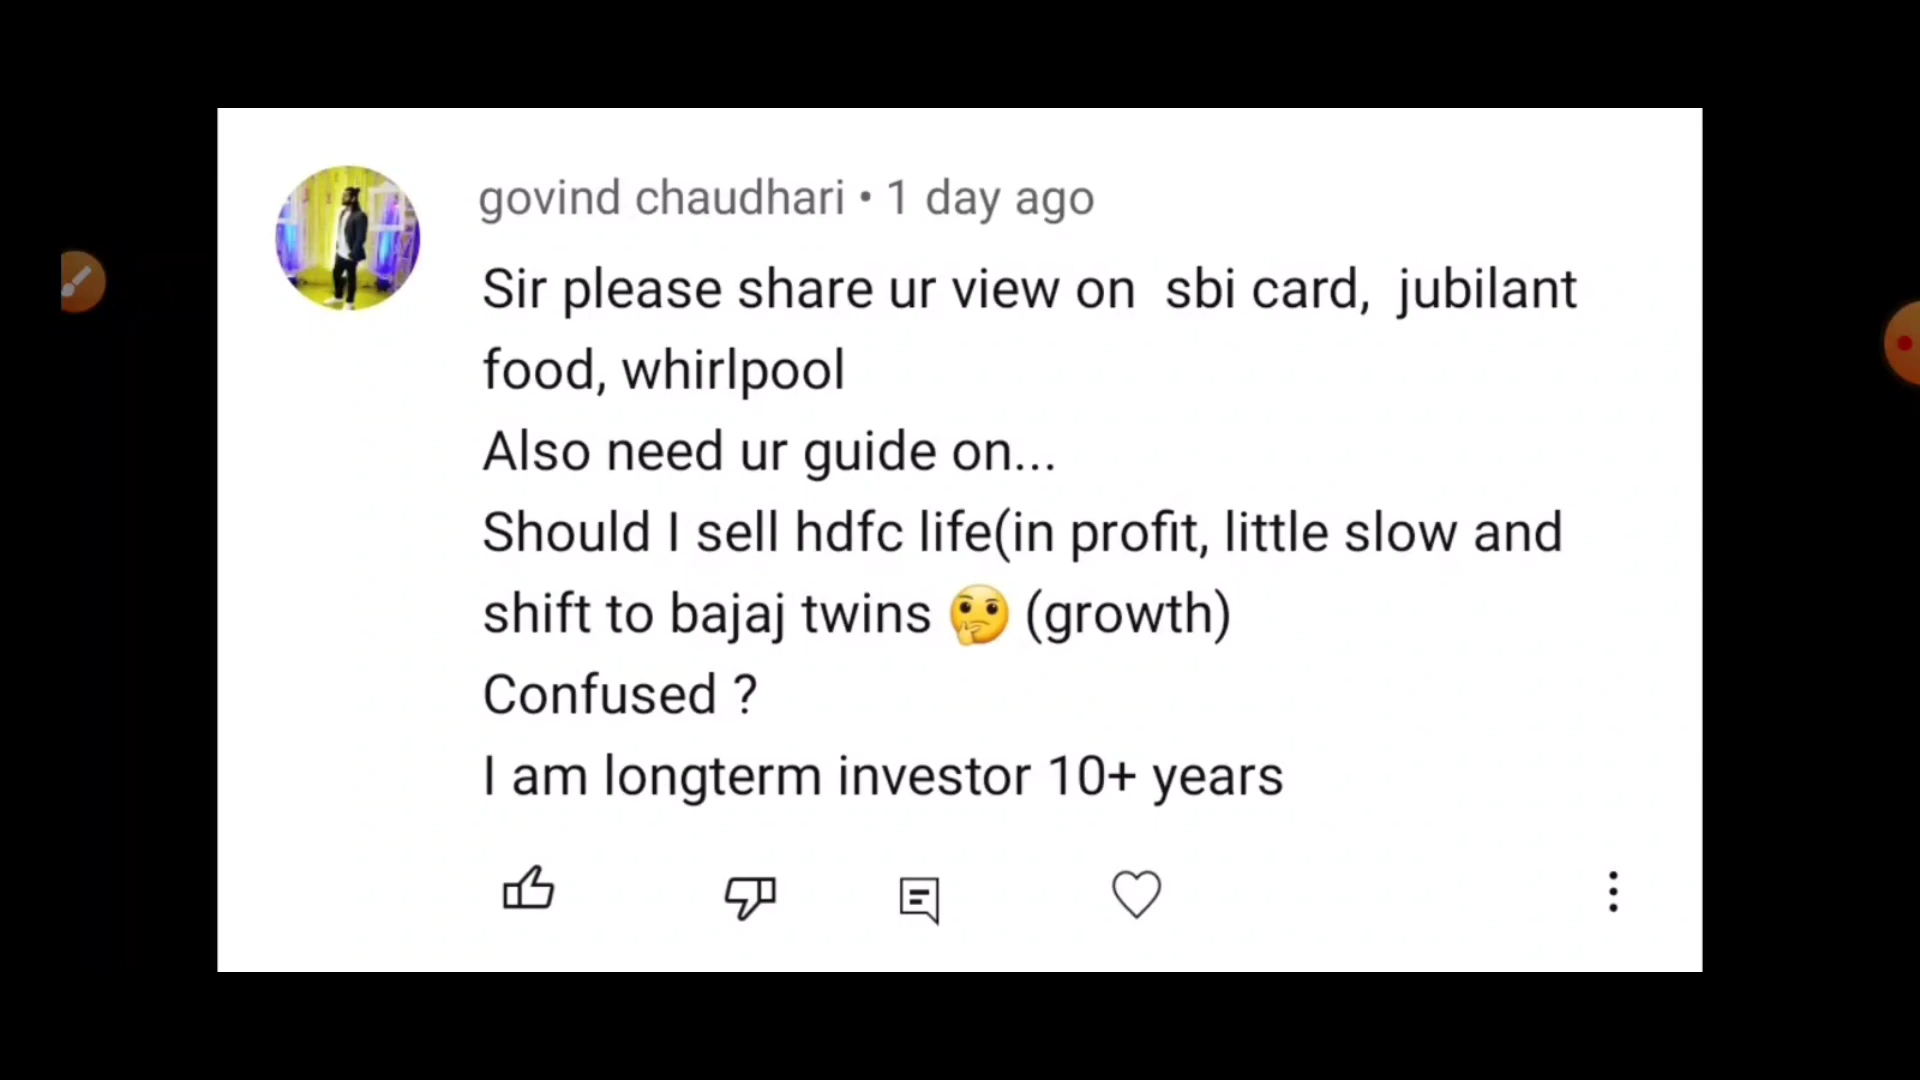 govind chaudhari • 1 day ago
Sir please share ur view on sbi card, jubilant
food, whirlpool
Also need ur guide on...
Should I sell hdfc life(in profit, little slow and
shift to bajaj twins 🤔 (growth)
Confused ?
I am longterm investor 10+ years